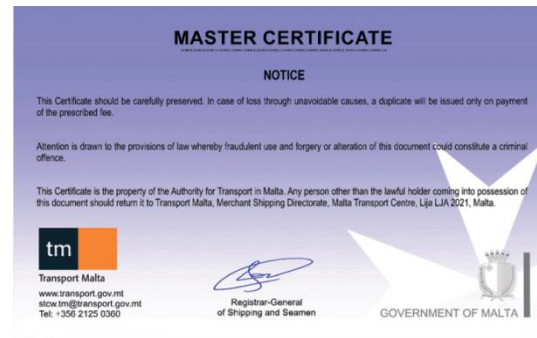 MASTER CERTIFICATE
NOTICE
This Certificate should be carefully preserved. In case of loss through unavoidable causes, a duplicate will be issued only on payment
of the prescribed fee.
Attention is drawn to the provisions of law whereby fraudulent use and forgery or alteration of this document could constitute a criminal
offence.
This Certificate is the property of the Authority for Transport in Malta. Any person other than the lawful holder coming into possession of
this document should return it to Transport Malta, Merchant Shipping Directorate, Malta Transport Centre, Lija LJA 2021, Malta.
tm
Transport Malta
www.transport.gov.mt
stcw.tm@transport.gov.mt
Tel: +356 2125 0360
Registrar-General
of Shipping and Seamen
GOVERNMENT OF MALTA